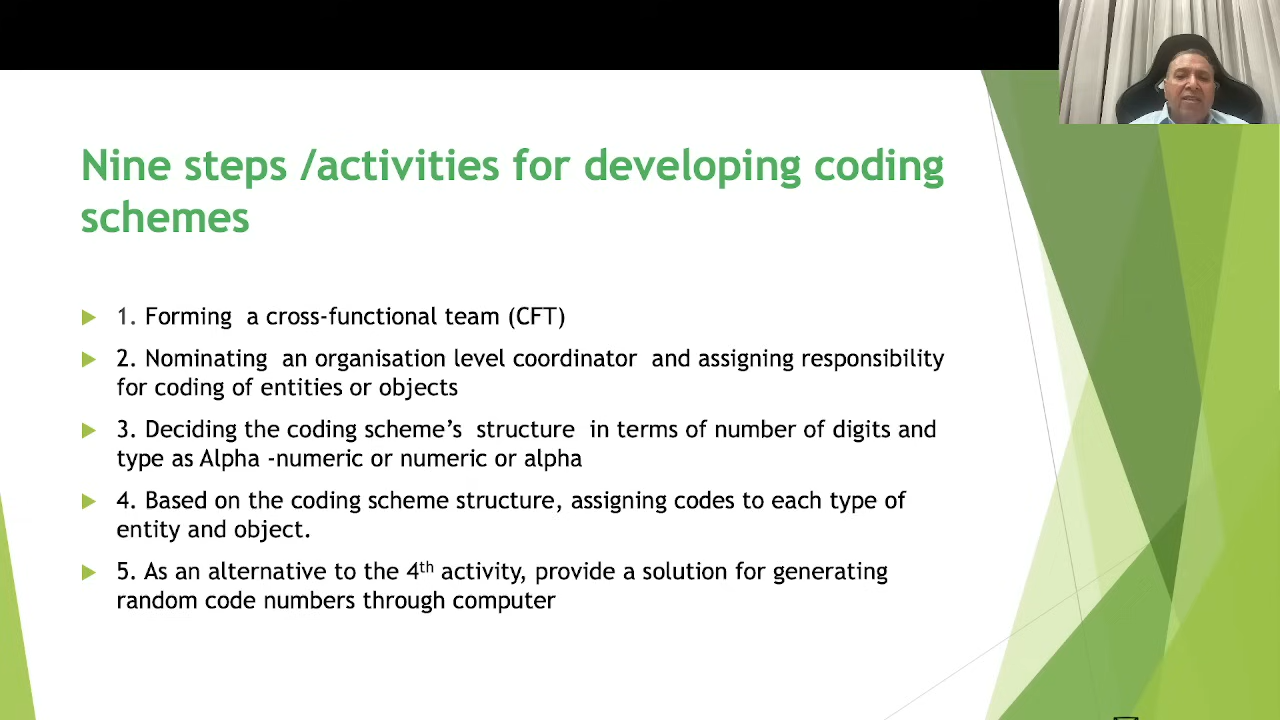 Nine steps /activities for developing coding
schemes
1. Forming a cross-functional team (CFT)
2. Nominating an organisation level coordinator and assigning responsibility
for coding of entities or objects
3. Deciding the coding scheme’s structure in terms of number of digits and
type as Alpha -numeric or numeric or alpha
4. Based on the coding scheme structure, assigning codes to each type of
entity and object.
5. As an alternative to the 4th activity, provide a solution for generating
random code numbers through computer